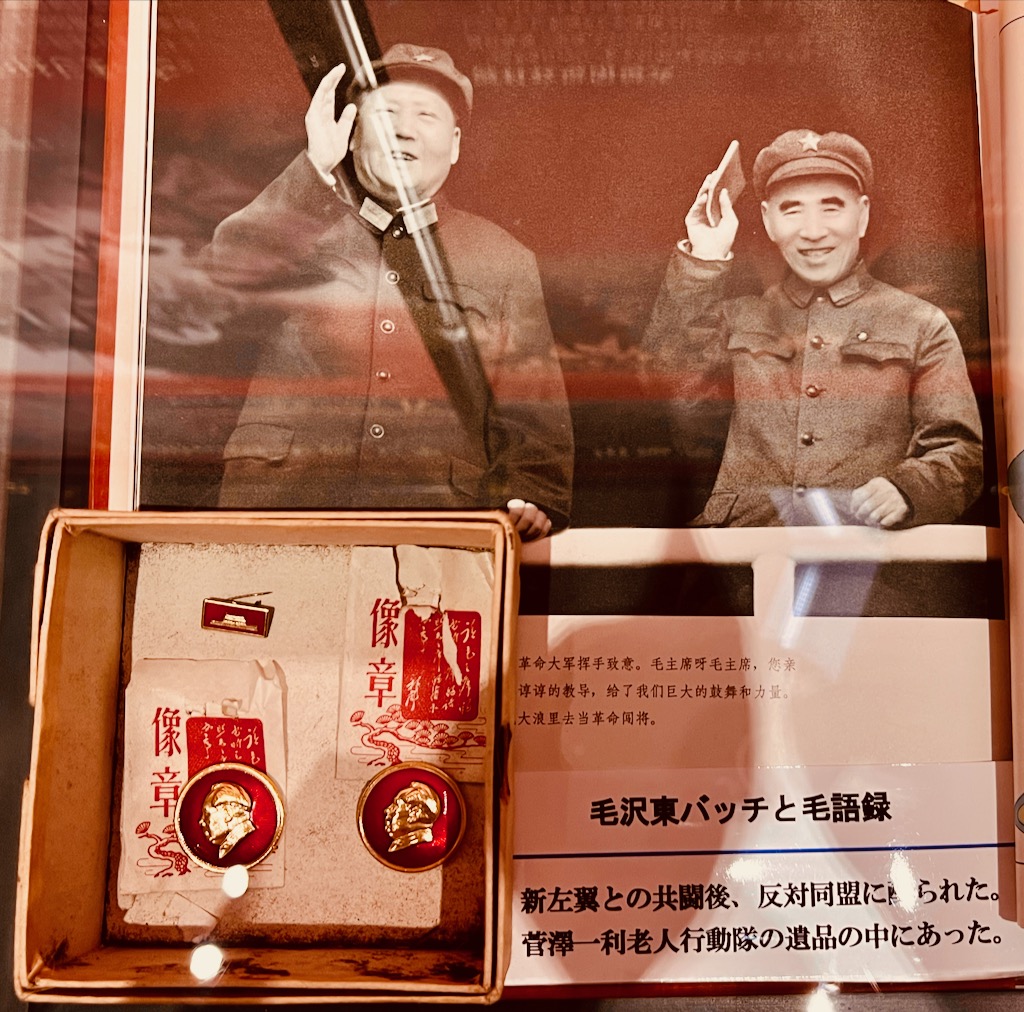 革命大军挥手致意。毛主席呀毛主席，您亲
谆谆的教导，给了我们巨大的鼓舞和力量。
大浪里去当革命闯将。
像章
像章
毛沢東バッチと毛語録
新左翼との共闘後、反対同盟に られた。
菅澤一利老人行動隊の遺品の中にあった。